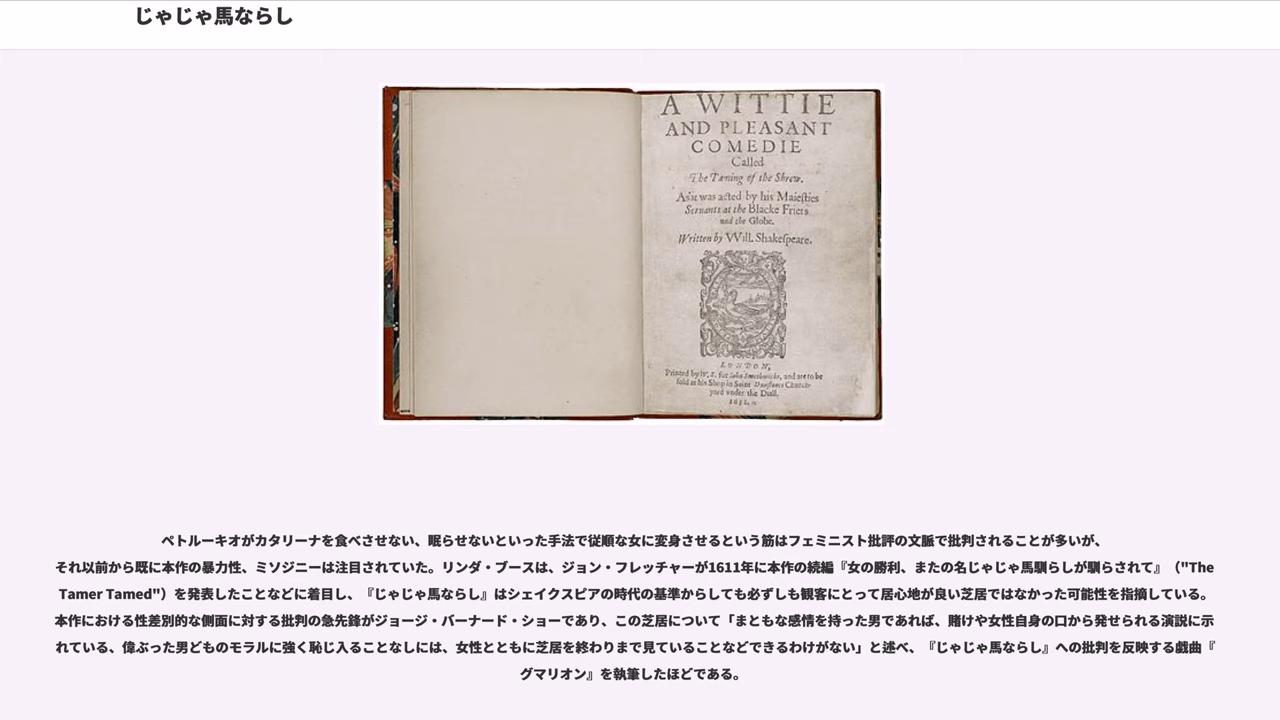 じゃじゃ馬ならし
A WITTIE
AND PLEASANT
COMEDIE
Called
The Taming of the Shrew.
As it was acted by his Maiesties
Seruants at the Blacke Friers
and the Globe.
Written by Will. Shakespeare.
LONDON,
Printed by W. S. for John Smethwicke, and are to be
sold at his Shop in Saint Dunstones Church-
yard vnder the Diall.
ペトルーキオがカタリーナを食べさせない、眠らせないといった手法で従順な女に変身させるという筋はフェミニスト批評の文脈で批判されることが多いが、
それ以前から既に本作の暴力性、ミソジニーは注目されていた。リンダ・ブースは、ジョン・フレッチャーが1611年に本作の続編『女の勝利、またの名じゃじゃ馬馴らしが馴らされて』（"The
Tamer Tamed"）を発表したことなどに着目し、『じゃじゃ馬ならし』はシェイクスピアの時代の基準からしても必ずしも観客にとって居心地が良い芝居ではなかった可能性を指摘している。
本作における性差別的な側面に対する批判の急先鋒がジョージ・バーナード・ショーであり、この芝居について「まともな感情を持った男であれば、賭けや女性自身の口から発せられる演説に示
れている、偉ぶった男どものモラルに強く恥じ入ることなしには、女性とともに芝居を終わりまで見ていることなどできるわけがない」と述べ、『じゃじゃ馬ならし』への批判を反映する戯曲『
グマリオン』を執筆したほどである。